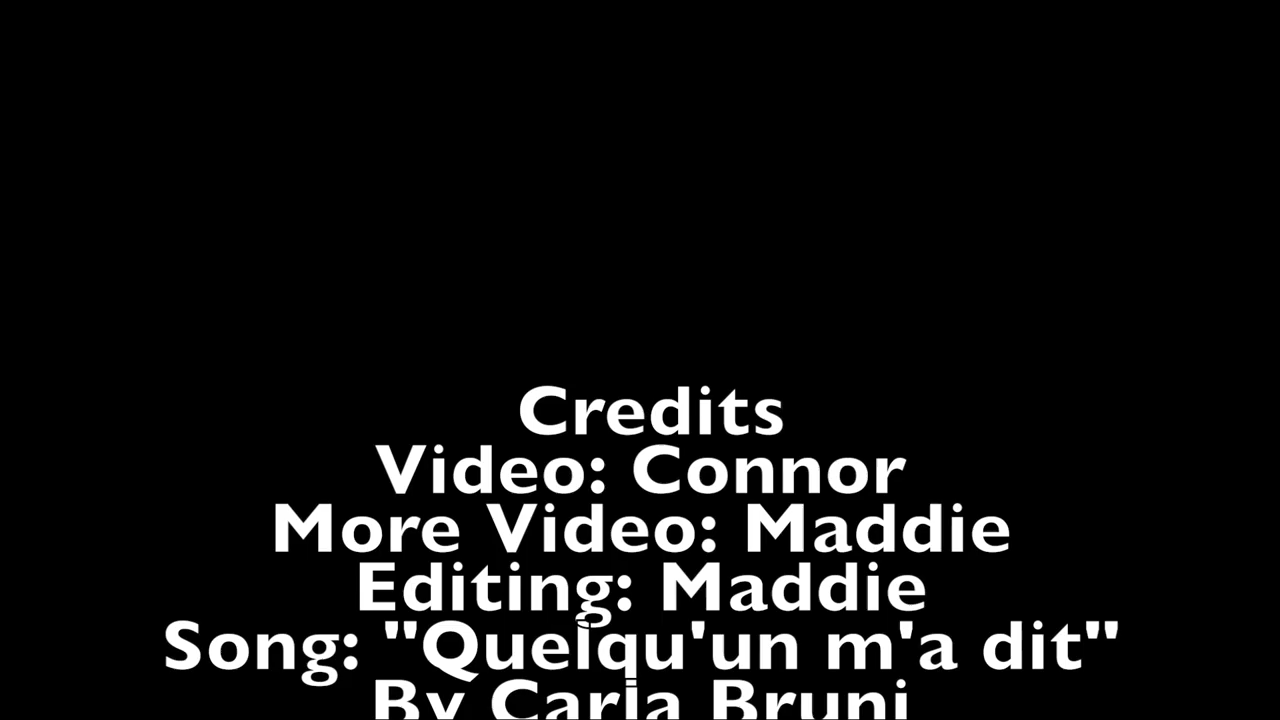 Credits
Video: Connor
More Video: Maddie
Editing: Maddie
Song: "Quelqu'un m'a dit"
By Carla Bruni